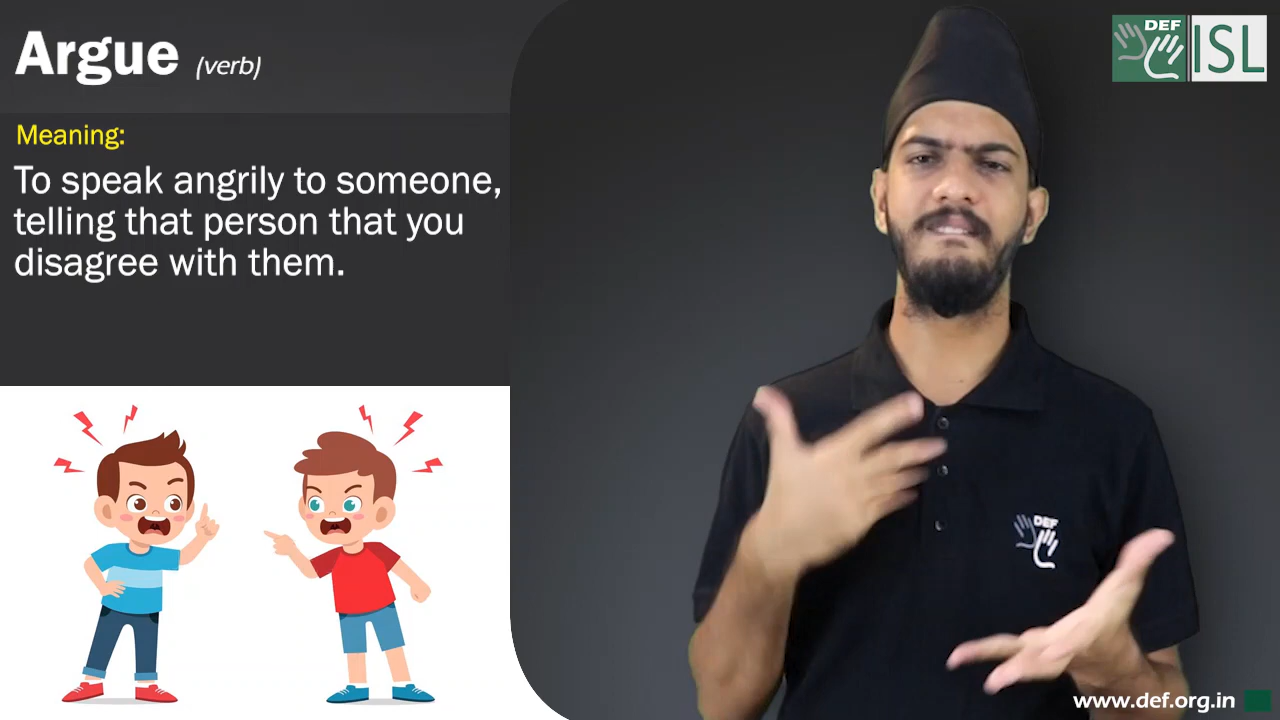 Argue (verb)
Meaning:
To speak angrily to someone,
telling that person that you
disagree with them.
DEF
ISL
DEF
www.def.org.in